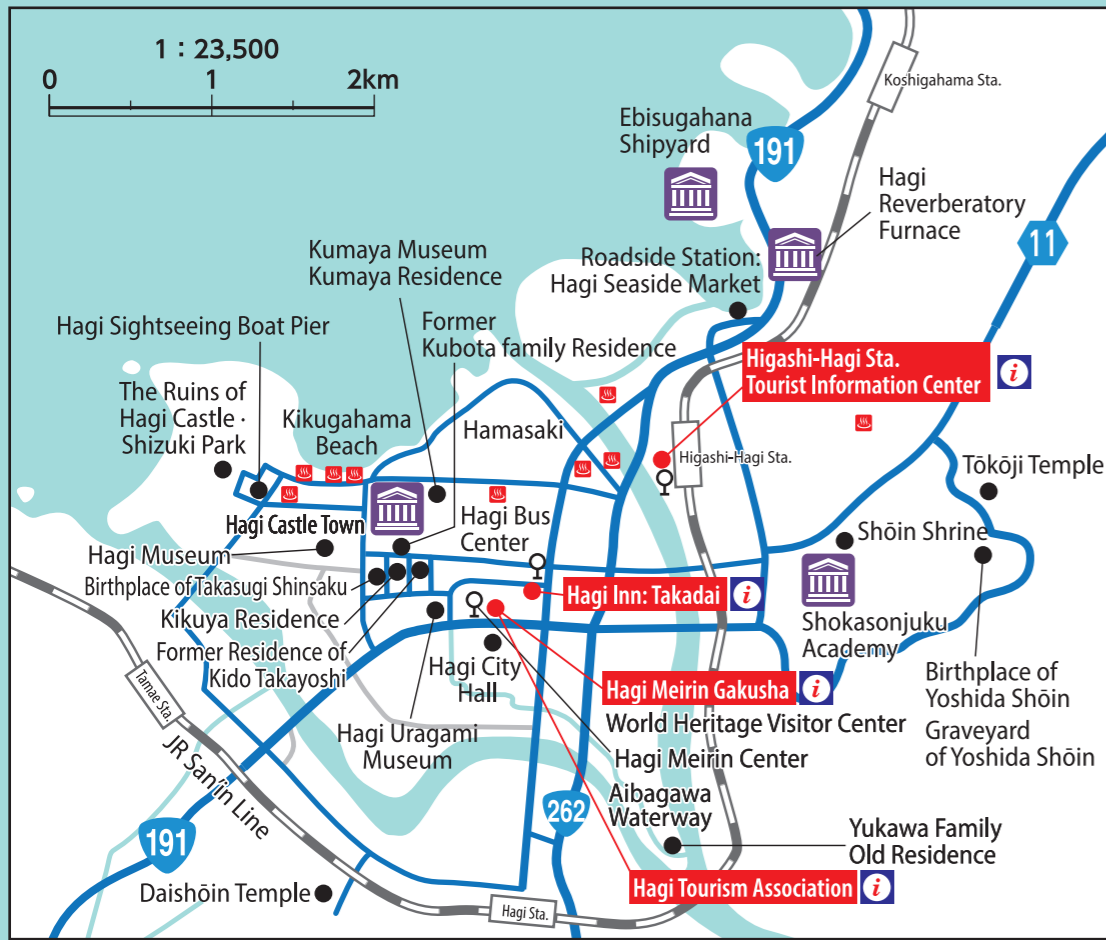 1 : 23,500
0 1 2km
Koshigahama Sta.
Ebisugahana
Shipyard
191
Hagi
Reverberatory
Furnace
11
Kumaya Museum
Kumaya Residence
Roadside Station:
Hagi Seaside Market
Hagi Sightseeing Boat Pier
Former
Kubota family Residence
Higashi-Hagi Sta.
Tourist Information Center
i
The Ruins of
Hagi Castle ·
Shizuki Park
Kikugahama
Beach
Hamasaki
Higashi-Hagi Sta.
Tōkōji Temple
Hagi Castle Town
Hagi Bus
Center
Shōin Shrine
Hagi Museum
Birthplace of Takasugi Shinsaku
Hagi Inn: Takadai
i
Kikuya Residence
Former Residence of
Kido Takayoshi
Shokasonjuku
Academy
Hagi City
Hall
Hagi Meirin Gakusha
i
World Heritage Visitor Center
Birthplace of
Yoshida Shōin
Graveyard
of Yoshida Shōin
Tamae Sta.
Hagi Uragami
Museum
Hagi Meirin Center
JR San'in Line
Aibagawa
Waterway
262
191
Yukawa Family
Old Residence
Hagi Tourism Association
i
Daishōin Temple
Hagi Sta.